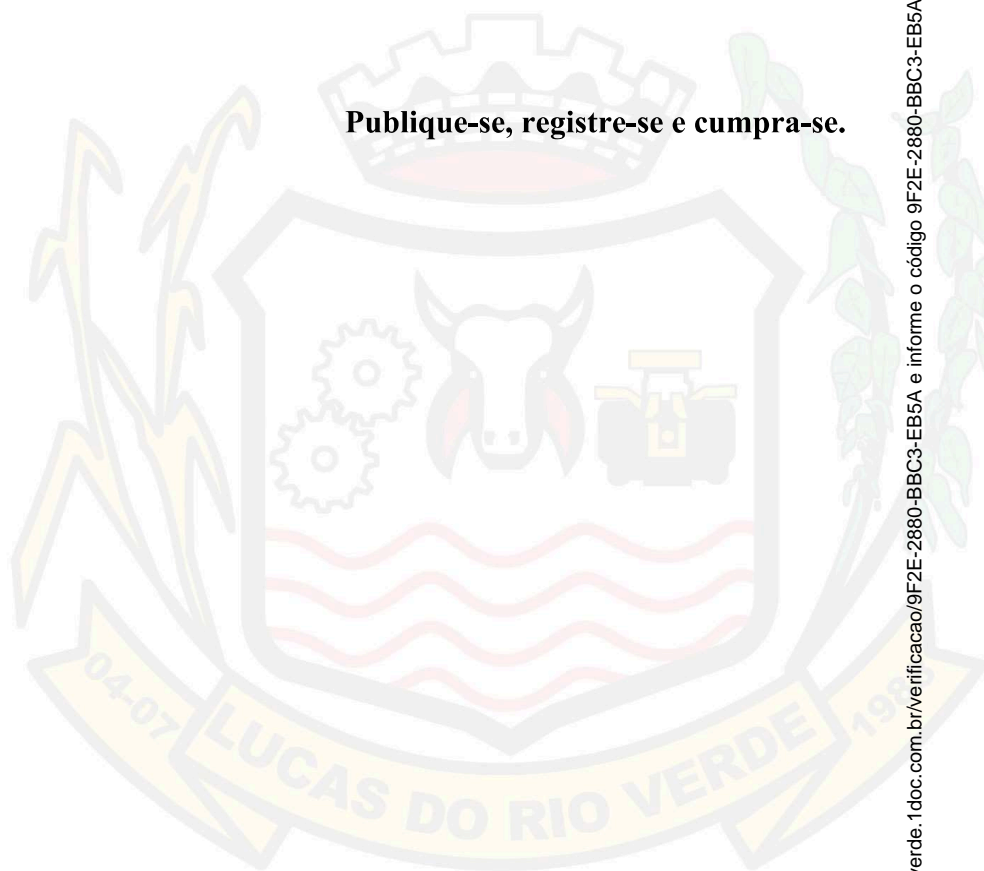 Publique-se, registre-se e cumpra-se.
04-07
LUCAS DO RIO VERDE
verde.1doc.com.br/verificacao/9F2E-2880-BBC3-EB5A e informe o código 9F2E-2880-BBC3-EB5A